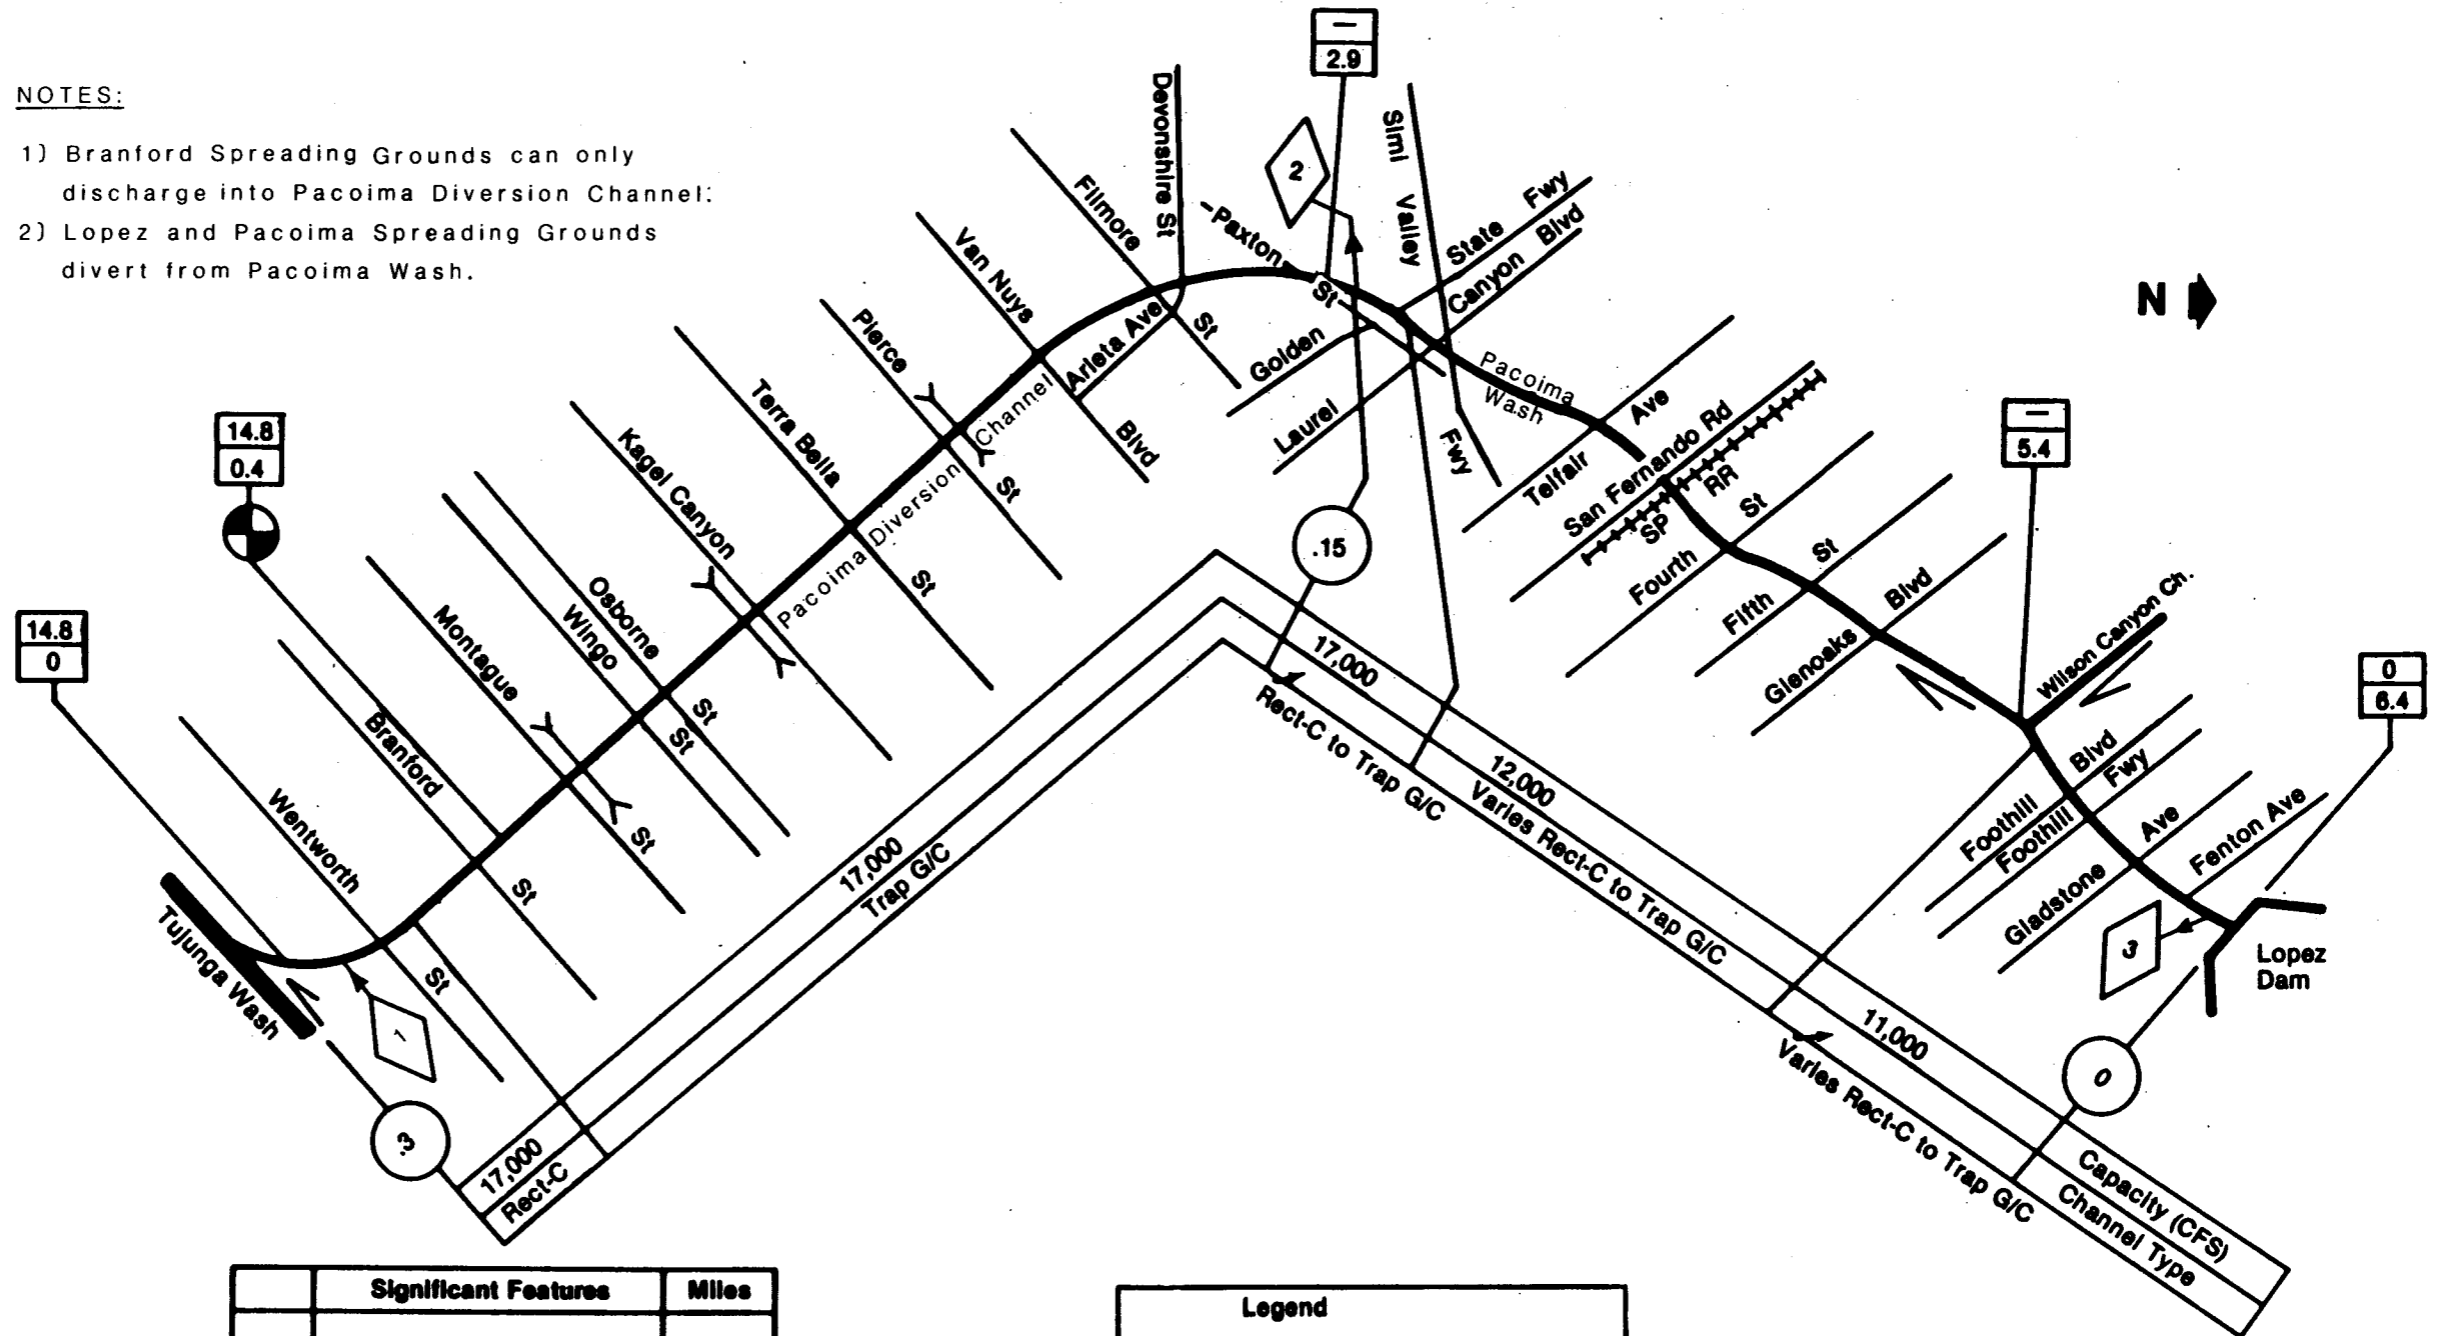 NOTES:
1) Branford Spreading Grounds can only
discharge into Pacoima Diversion Channel.
2) Lopez and Pacoima Spreading Grounds
divert from Pacoima Wash.
—
2.9
2
Devonshire St
Filmore St
Van Nuys Blvd
Arleta Ave
Pierce St
Terra Bella St
Kagel Canyon
Osborne St
Wingo St
Montague St
Branford St
Wentworth St
Paxton St
Simi Valley Fwy
Golden State Fwy
Laurel Canyon Blvd
Pacoima
Wash
Telfair Ave
San Fernando Rd
SP RR
Fourth St
Fifth St
Glenoaks Blvd
Wilson Canyon Ch.
Foothill Blvd
Foothill Fwy
Gladstone Ave
Fenton Ave
Lopez
Dam
N
14.8
0.4
14.8
0
—
5.4
0
6.4
Pacoima Diversion Channel
Tujunga Wash
1
3
.3
.15
0
17,000
Rect-C
17,000
Trap G/C
17,000
Rect-C to Trap G/C
12,000
Varies Rect-C to Trap G/C
11,000
Varies Rect-C to Trap G/C
Capacity (CFS)
Channel Type
Significant Features Miles
Legend